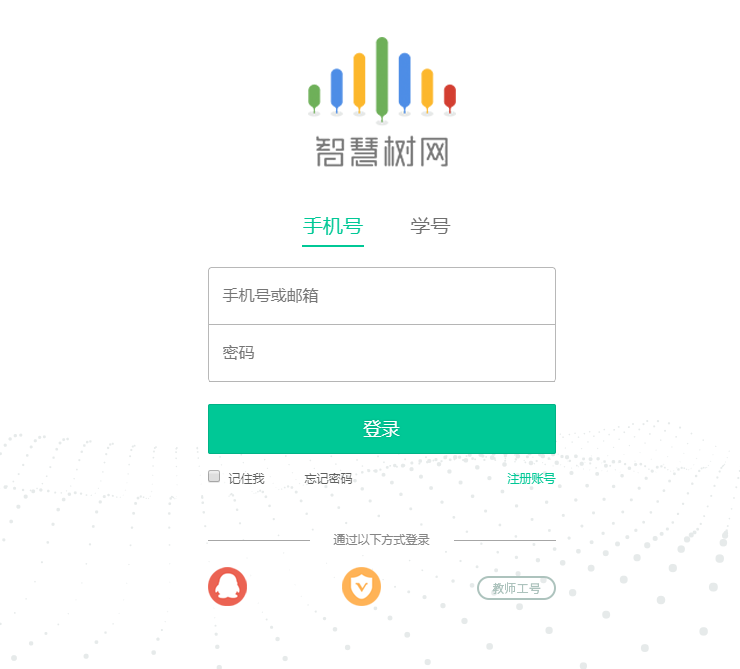 智慧树网
手机号 学号
手机号或邮箱
密码
登录
记住我 忘记密码 注册账号
通过以下方式登录
教师工号